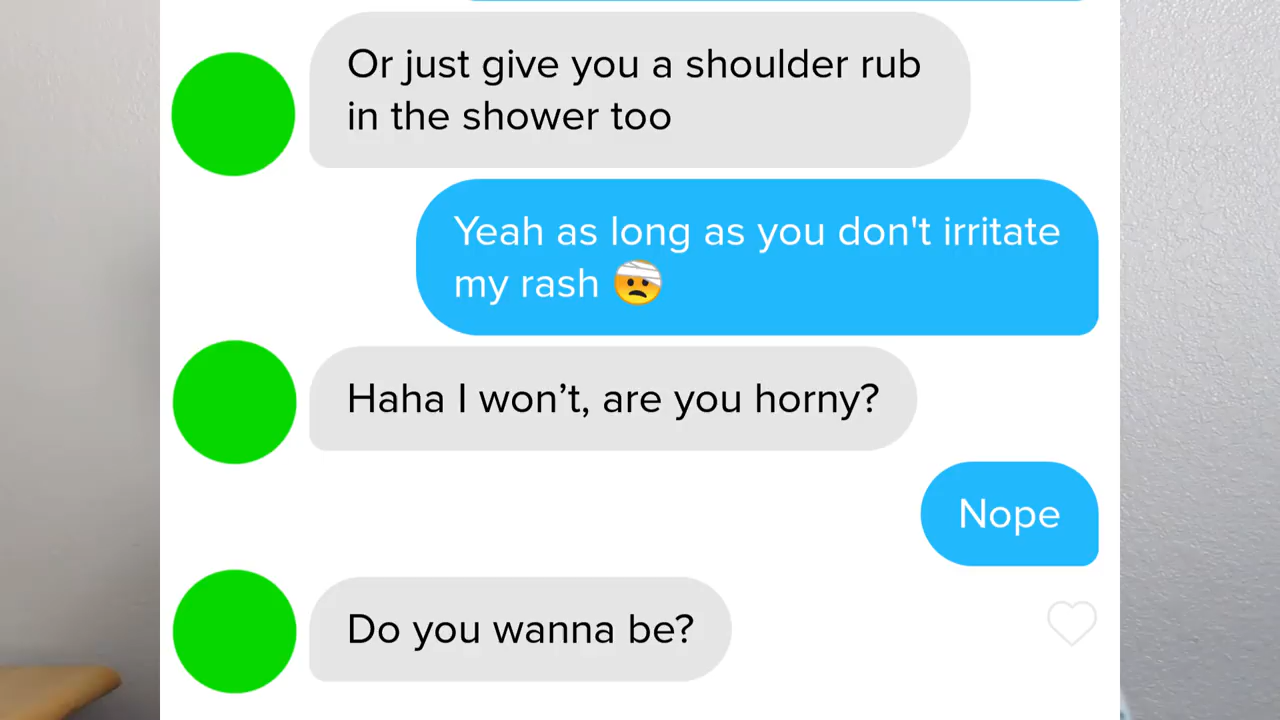 Or just give you a shoulder rub
in the shower too
Yeah as long as you don't irritate
my rash 🤕
Haha I won’t, are you horny?
Nope
Do you wanna be?